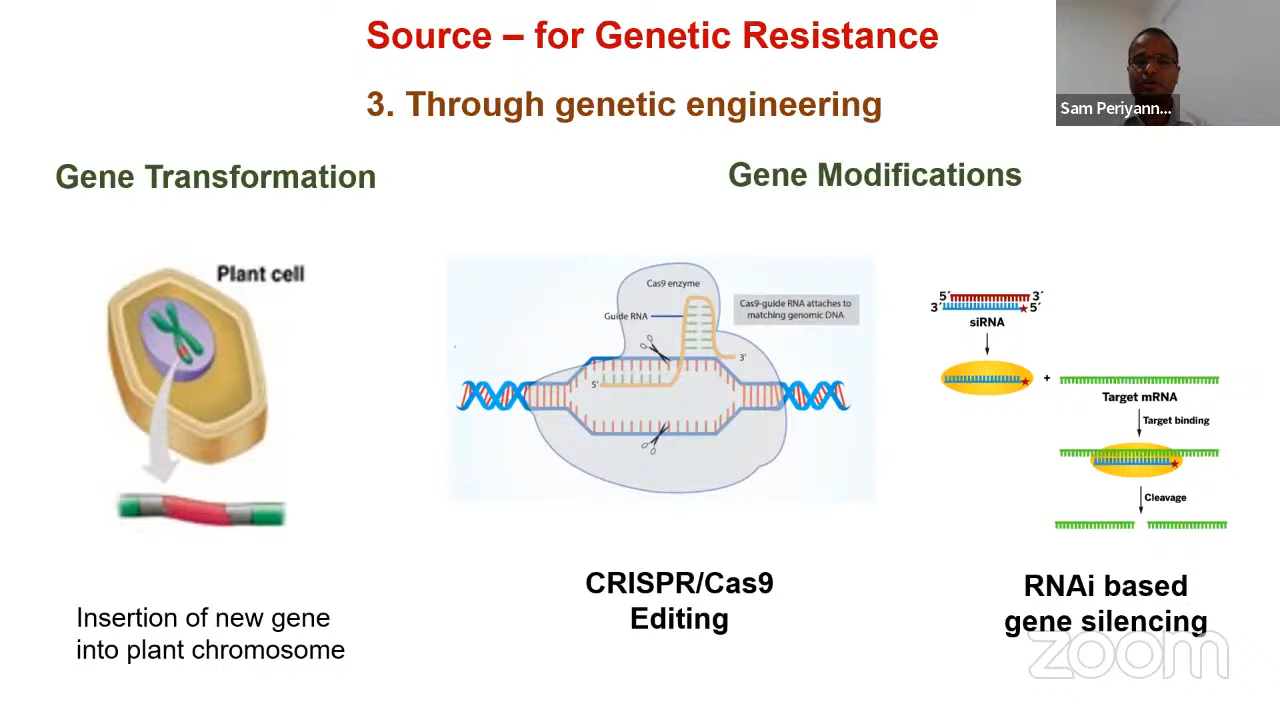 Source – for Genetic Resistance
3. Through genetic engineering
Sam Periyann...
Gene Transformation
Gene Modifications
Plant cell
Cas9 enzyme
Guide RNA
Cas9-guide RNA attaches to
matching genomic DNA
3'
5'
5´ 3´
3´ 5´
siRNA
+
Target mRNA
Target binding
Cleavage
Insertion of new gene
into plant chromosome
CRISPR/Cas9
Editing
RNAi based
gene silencing
zoom